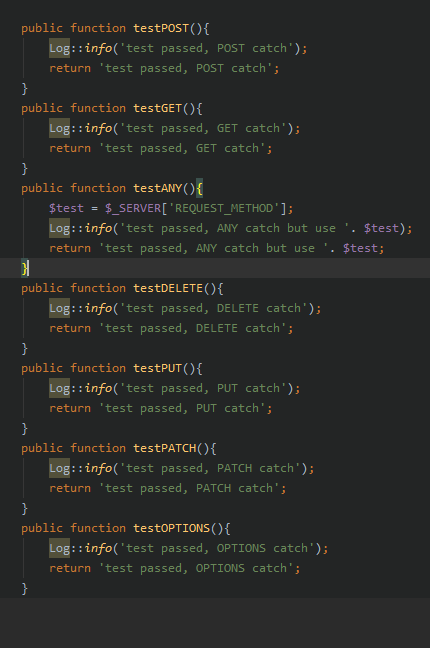 public function testPOST(){
    Log::info('test passed, POST catch');
    return 'test passed, POST catch';
}
public function testGET(){
    Log::info('test passed, GET catch');
    return 'test passed, GET catch';
}
public function testANY(){
    $test = $_SERVER['REQUEST_METHOD'];
    Log::info('test passed, ANY catch but use '. $test);
    return 'test passed, ANY catch but use '. $test;
}
public function testDELETE(){
    Log::info('test passed, DELETE catch');
    return 'test passed, DELETE catch';
}
public function testPUT(){
    Log::info('test passed, PUT catch');
    return 'test passed, PUT catch';
}
public function testPATCH(){
    Log::info('test passed, PATCH catch');
    return 'test passed, PATCH catch';
}
public function testOPTIONS(){
    Log::info('test passed, OPTIONS catch');
    return 'test passed, OPTIONS catch';
}